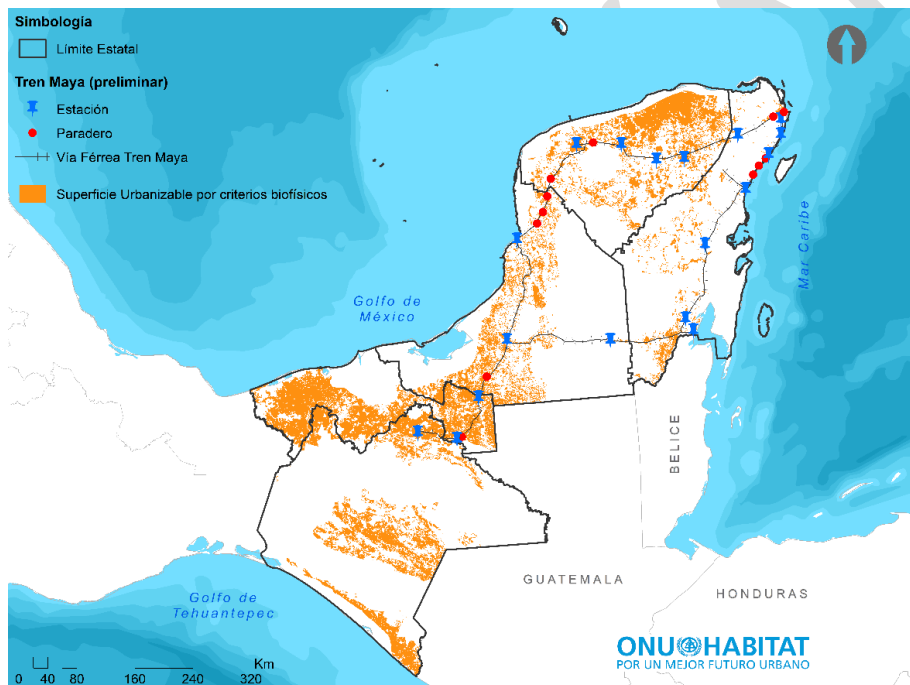 Simbología
Límite Estatal
Tren Maya (preliminar)
Estación
Paradero
Vía Férrea Tren Maya
Superficie Urbanizable por criterios biofísicos
Golfo de
México
Mar Caribe
BELICE
GUATEMALA
HONDURAS
Golfo de
Tehuantepec
ONU HABITAT
POR UN MEJOR FUTURO URBANO
Km
0 40 80 160 240 320